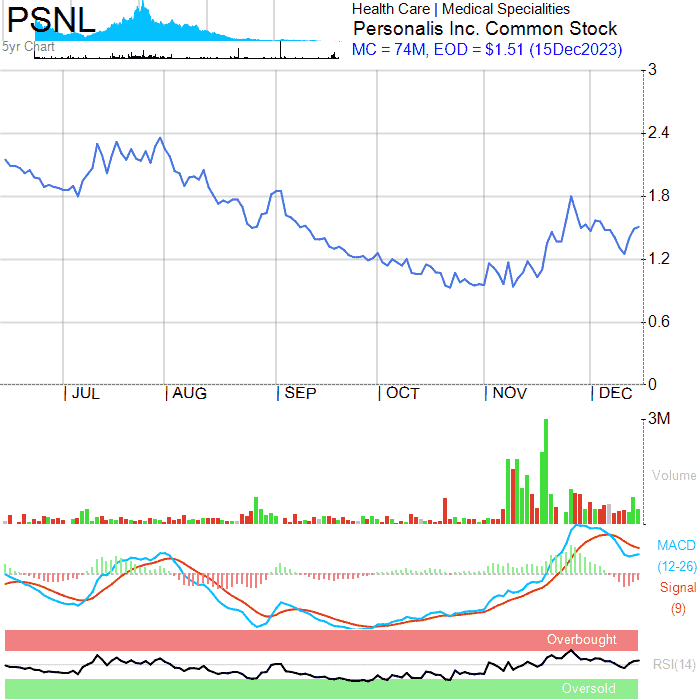 PSNL
5yr Chart
Health Care | Medical Specialities
Personalis Inc. Common Stock
MC = 74M, EOD = $1.51 (15Dec2023)
3
2.4
1.8
1.2
0.6
0
| JUL | AUG | SEP | OCT | NOV | DEC
3M
Volume
MACD
(12-26)
Signal
(9)
Overbought
RSI(14)
Oversold